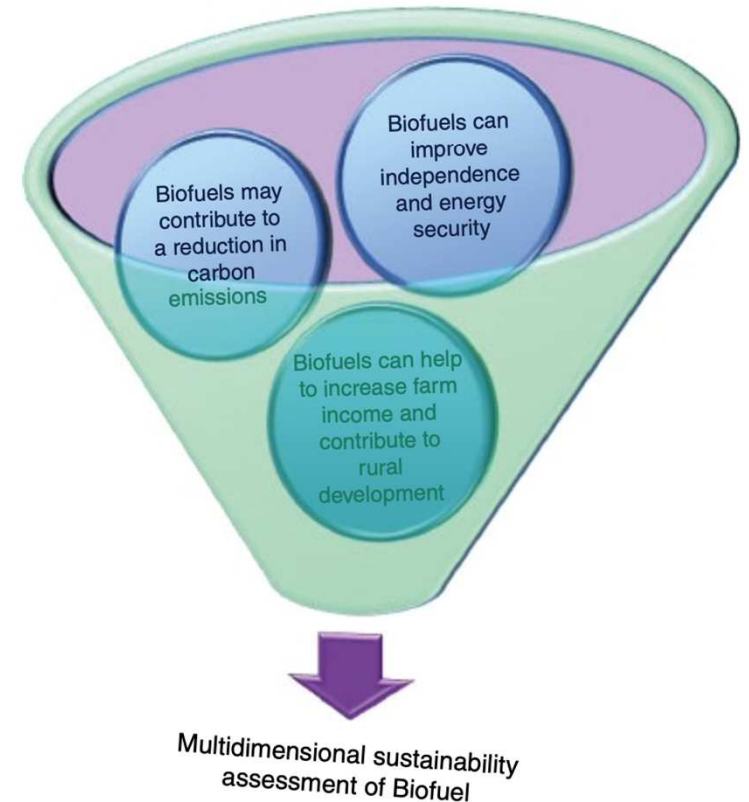 Biofuels may
contribute to
a reduction in
carbon
emissions
Biofuels can
improve
independence
and energy
security
Biofuels can help
to increase farm
income and
contribute to
rural
development
Multidimensional sustainability
assessment of Biofuel